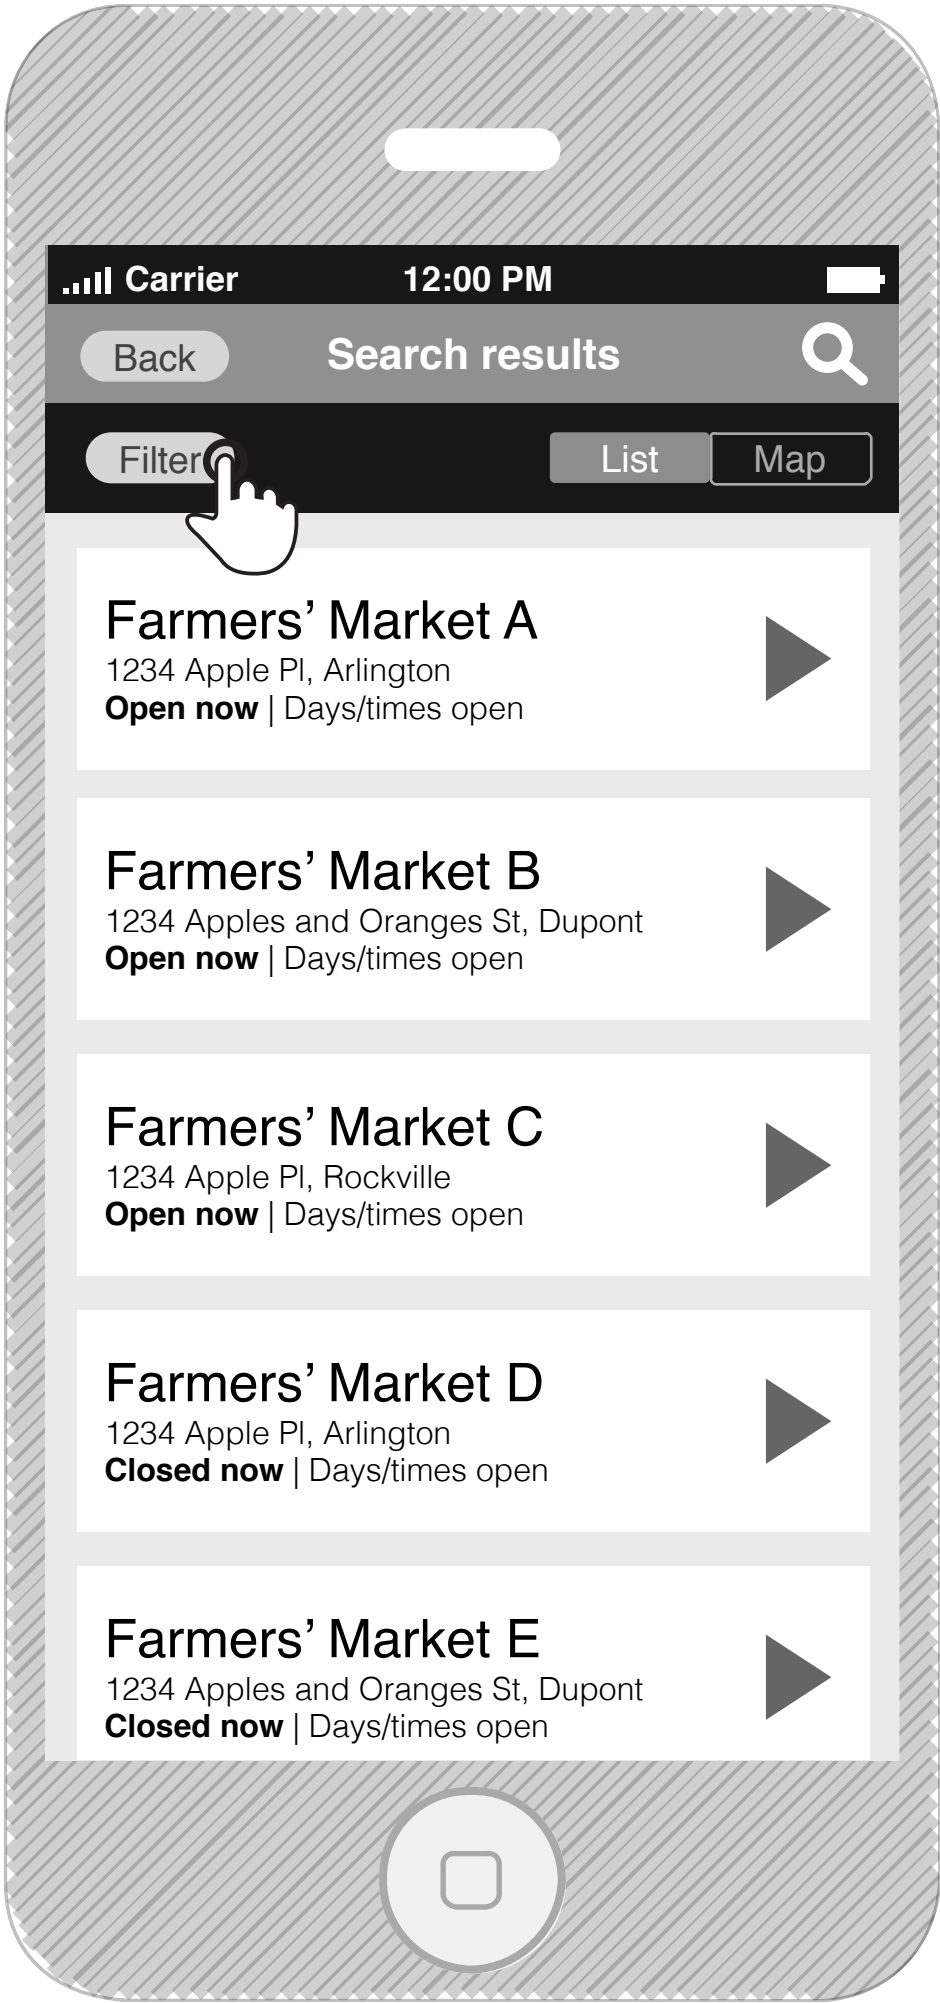 Carrier 12:00 PM
Back Search results
Filter List Map
Farmers’ Market A
1234 Apple Pl, Arlington
Open now | Days/times open
Farmers’ Market B
1234 Apples and Oranges St, Dupont
Open now | Days/times open
Farmers’ Market C
1234 Apple Pl, Rockville
Open now | Days/times open
Farmers’ Market D
1234 Apple Pl, Arlington
Closed now | Days/times open
Farmers’ Market E
1234 Apples and Oranges St, Dupont
Closed now | Days/times open